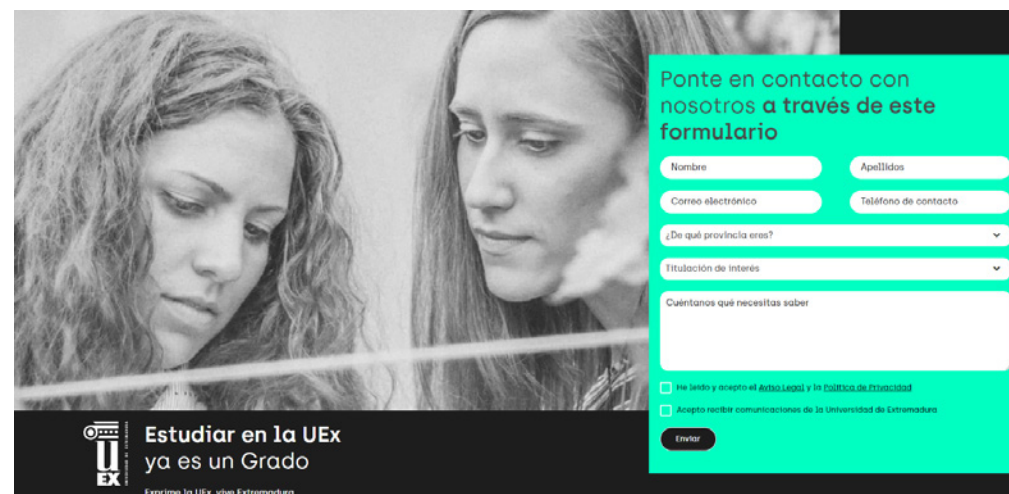 Ponte en contacto con
nosotros a través de este
formulario
Nombre
Apellidos
Correo electrónico
Teléfono de contacto
¿De qué provincia eres?
Titulación de interés
Cuéntanos qué necesitas saber
He leído y acepto el Aviso Legal y la Política de Privacidad
Acepto recibir comunicaciones de la Universidad de Extremadura
Enviar
UEX
UNIVERSIDAD DE EXTREMADURA
Estudiar en la UEx
ya es un Grado
Exprime la UEx, vive Extremadura